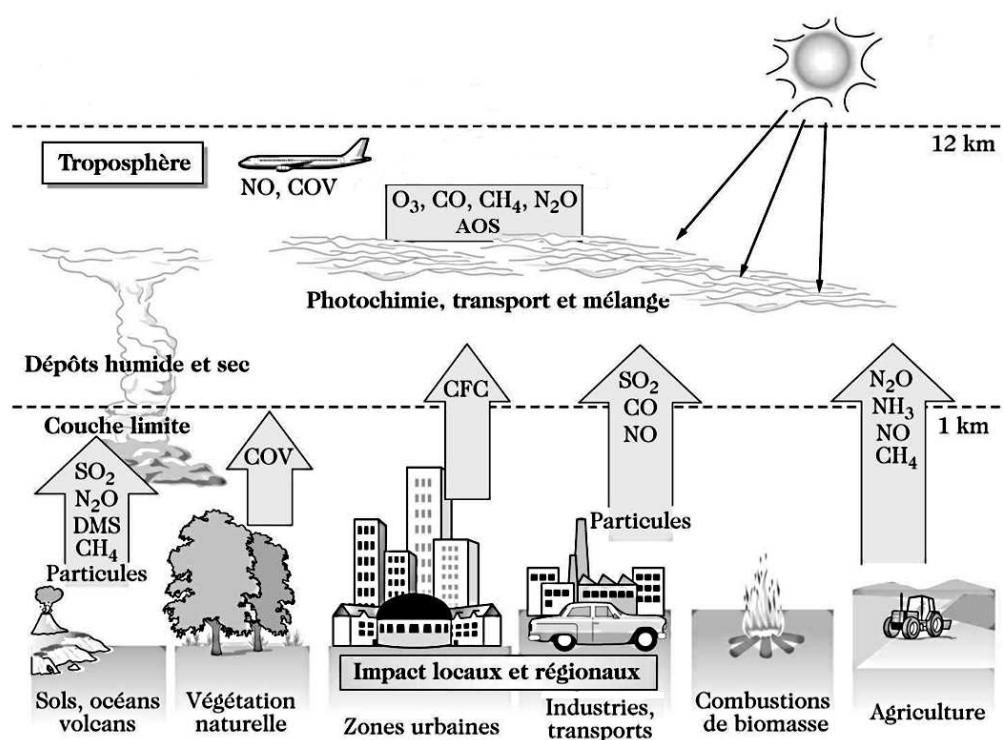 12 km
Troposphère
NO, COV
O₃, CO, CH₄, N₂O
AOS
Photochimie, transport et mélange
Dépôts humide et sec
CFC
SO₂
CO
NO
Particules
N₂O
NH₃
NO
CH₄
1 km
Couche limite
SO₂
N₂O
DMS
CH₄
Particules
COV
Impact locaux et régionaux
Sols, océans
volcans
Végétation
naturelle
Zones urbaines
Industries,
transports
Combustions
de biomasse
Agriculture